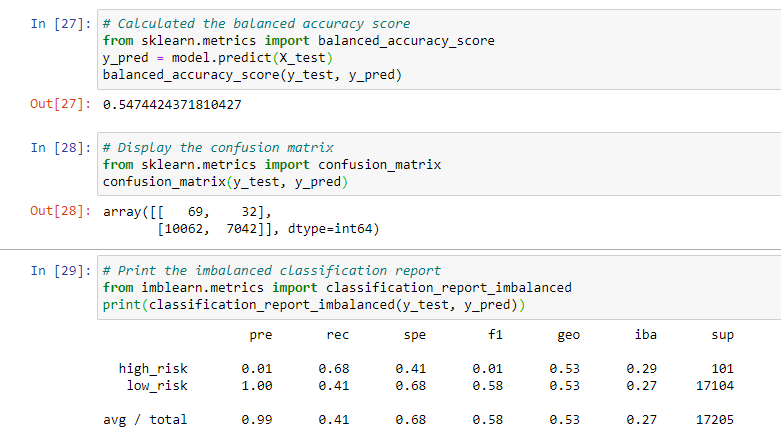 In [27]: # Calculated the balanced accuracy score
from sklearn.metrics import balanced_accuracy_score
y_pred = model.predict(X_test)
balanced_accuracy_score(y_test, y_pred)
Out[27]: 0.5474424371810427
In [28]: # Display the confusion matrix
from sklearn.metrics import confusion_matrix
confusion_matrix(y_test, y_pred)
Out[28]: array([[   69,    32],
       [10062,  7042]], dtype=int64)
In [29]: # Print the imbalanced classification report
from imblearn.metrics import classification_report_imbalanced
print(classification_report_imbalanced(y_test, y_pred))
pre rec spe f1 geo iba sup
high_risk 0.01 0.68 0.41 0.01 0.53 0.29 101
low_risk 1.00 0.41 0.68 0.58 0.53 0.27 17104
avg / total 0.99 0.41 0.68 0.58 0.53 0.27 17205